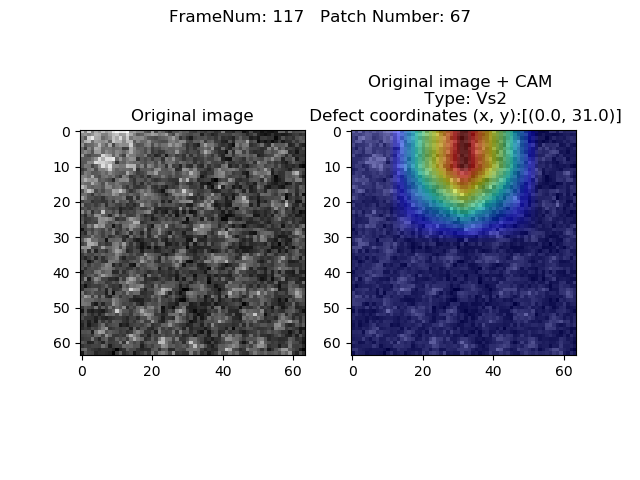 FrameNum: 117   Patch Number: 67
Original image
0
10
20
30
40
50
60
0 20 40 60
Original image + CAM
Type: Vs2
Defect coordinates (x, y):[(0.0, 31.0)]
0
10
20
30
40
50
60
0 20 40 60